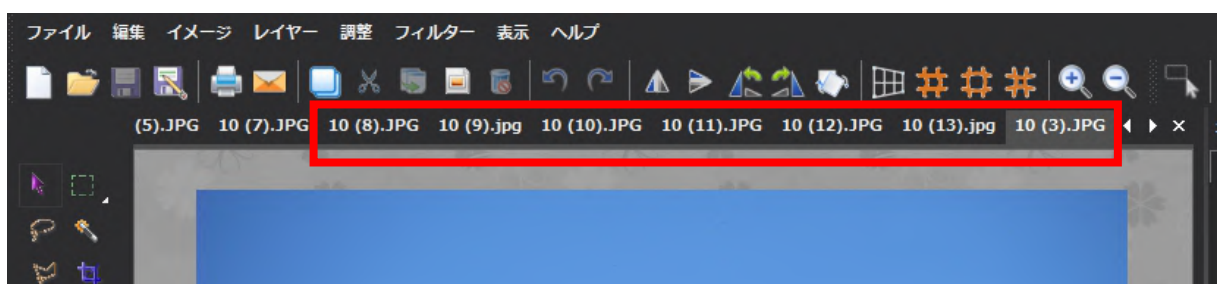 ファイル 編集 イメージ レイヤー 調整 フィルター 表示 ヘルプ
(5).JPG 10 (7).JPG 10 (8).JPG 10 (9).jpg 10 (10).JPG 10 (11).JPG 10 (12).JPG 10 (13).jpg 10 (3).JPG